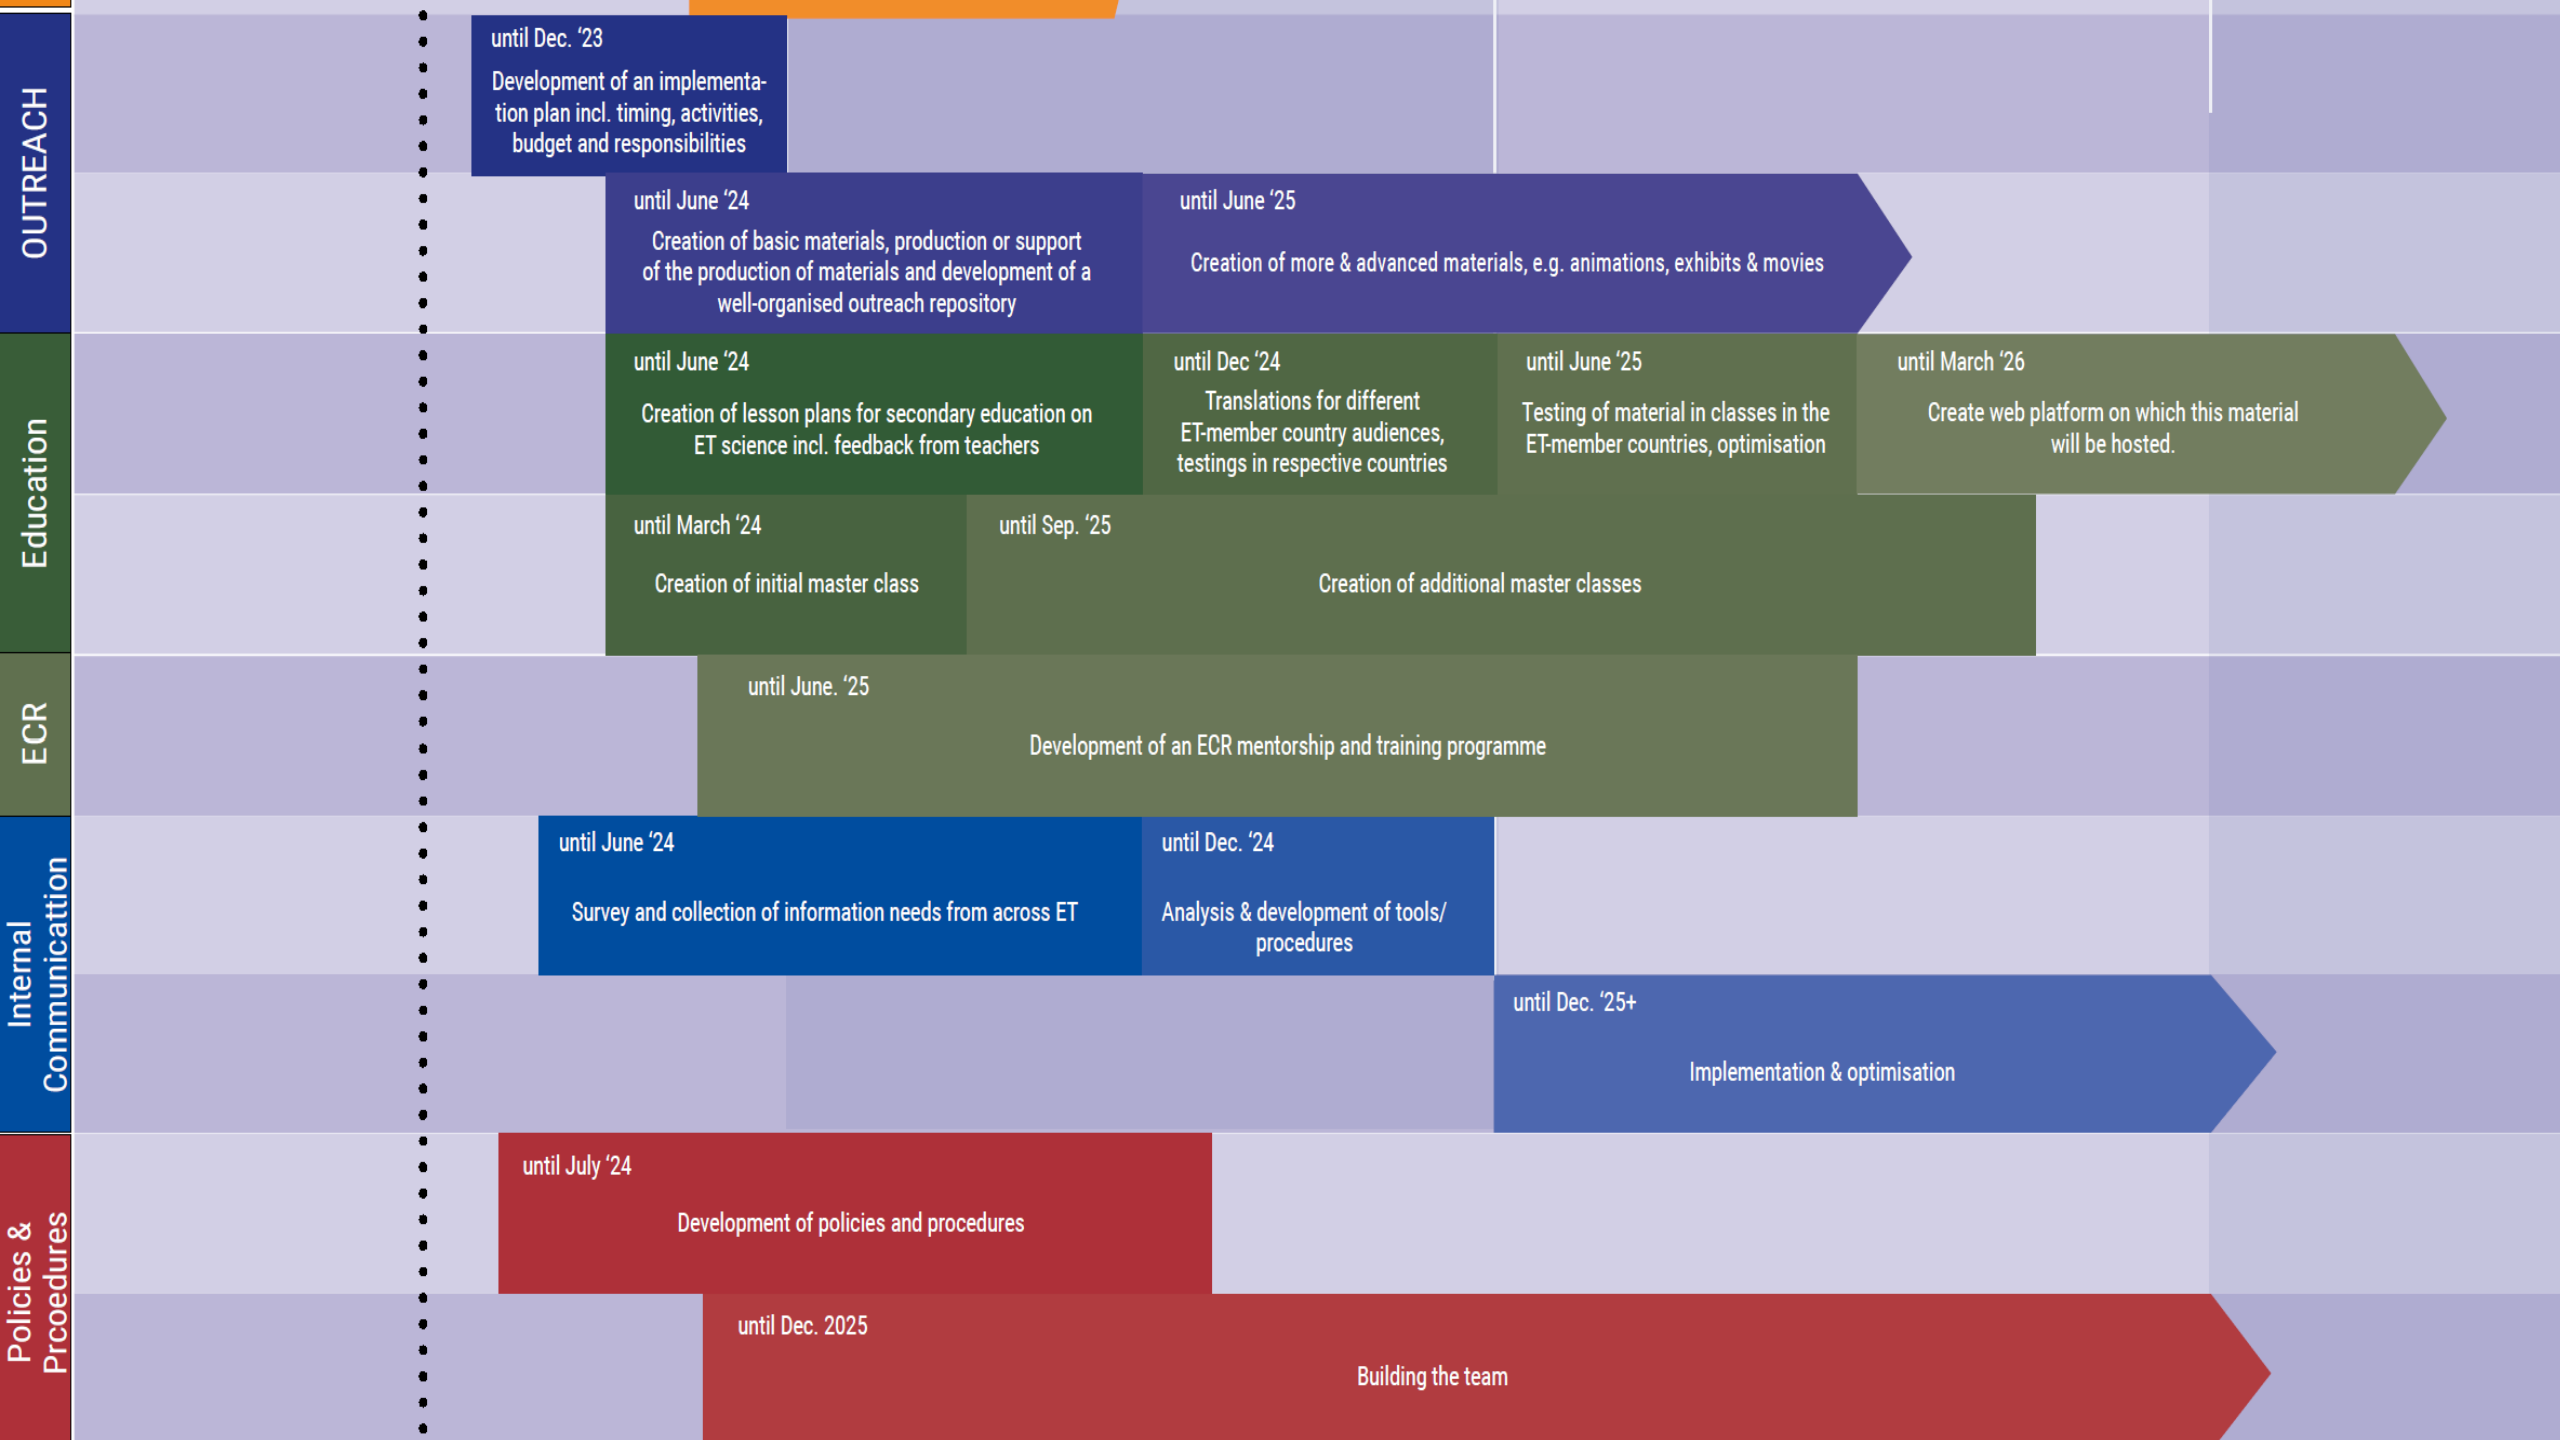 OUTREACH
until Dec. ‘23
Development of an implementa-
tion plan incl. timing, activities,
budget and responsibilities
until June ‘24
Creation of basic materials, production or support
of the production of materials and development of a
well-organised outreach repository
until June ‘25
Creation of more & advanced materials, e.g. animations, exhibits & movies
Education
until June ‘24
Creation of lesson plans for secondary education on
ET science incl. feedback from teachers
until Dec ‘24
Translations for different
ET-member country audiences,
testings in respective countries
until June ‘25
Testing of material in classes in the
ET-member countries, optimisation
until March ‘26
Create web platform on which this material
will be hosted.
until March ‘24
Creation of initial master class
until Sep. ‘25
Creation of additional master classes
ECR
until June. ‘25
Development of an ECR mentorship and training programme
Internal
Communicattion
until June ‘24
Survey and collection of information needs from across ET
until Dec. ‘24
Analysis & development of tools/
procedures
until Dec. ‘25+
Implementation & optimisation
Policies &
Prcoedures
until July ‘24
Development of policies and procedures
until Dec. 2025
Building the team